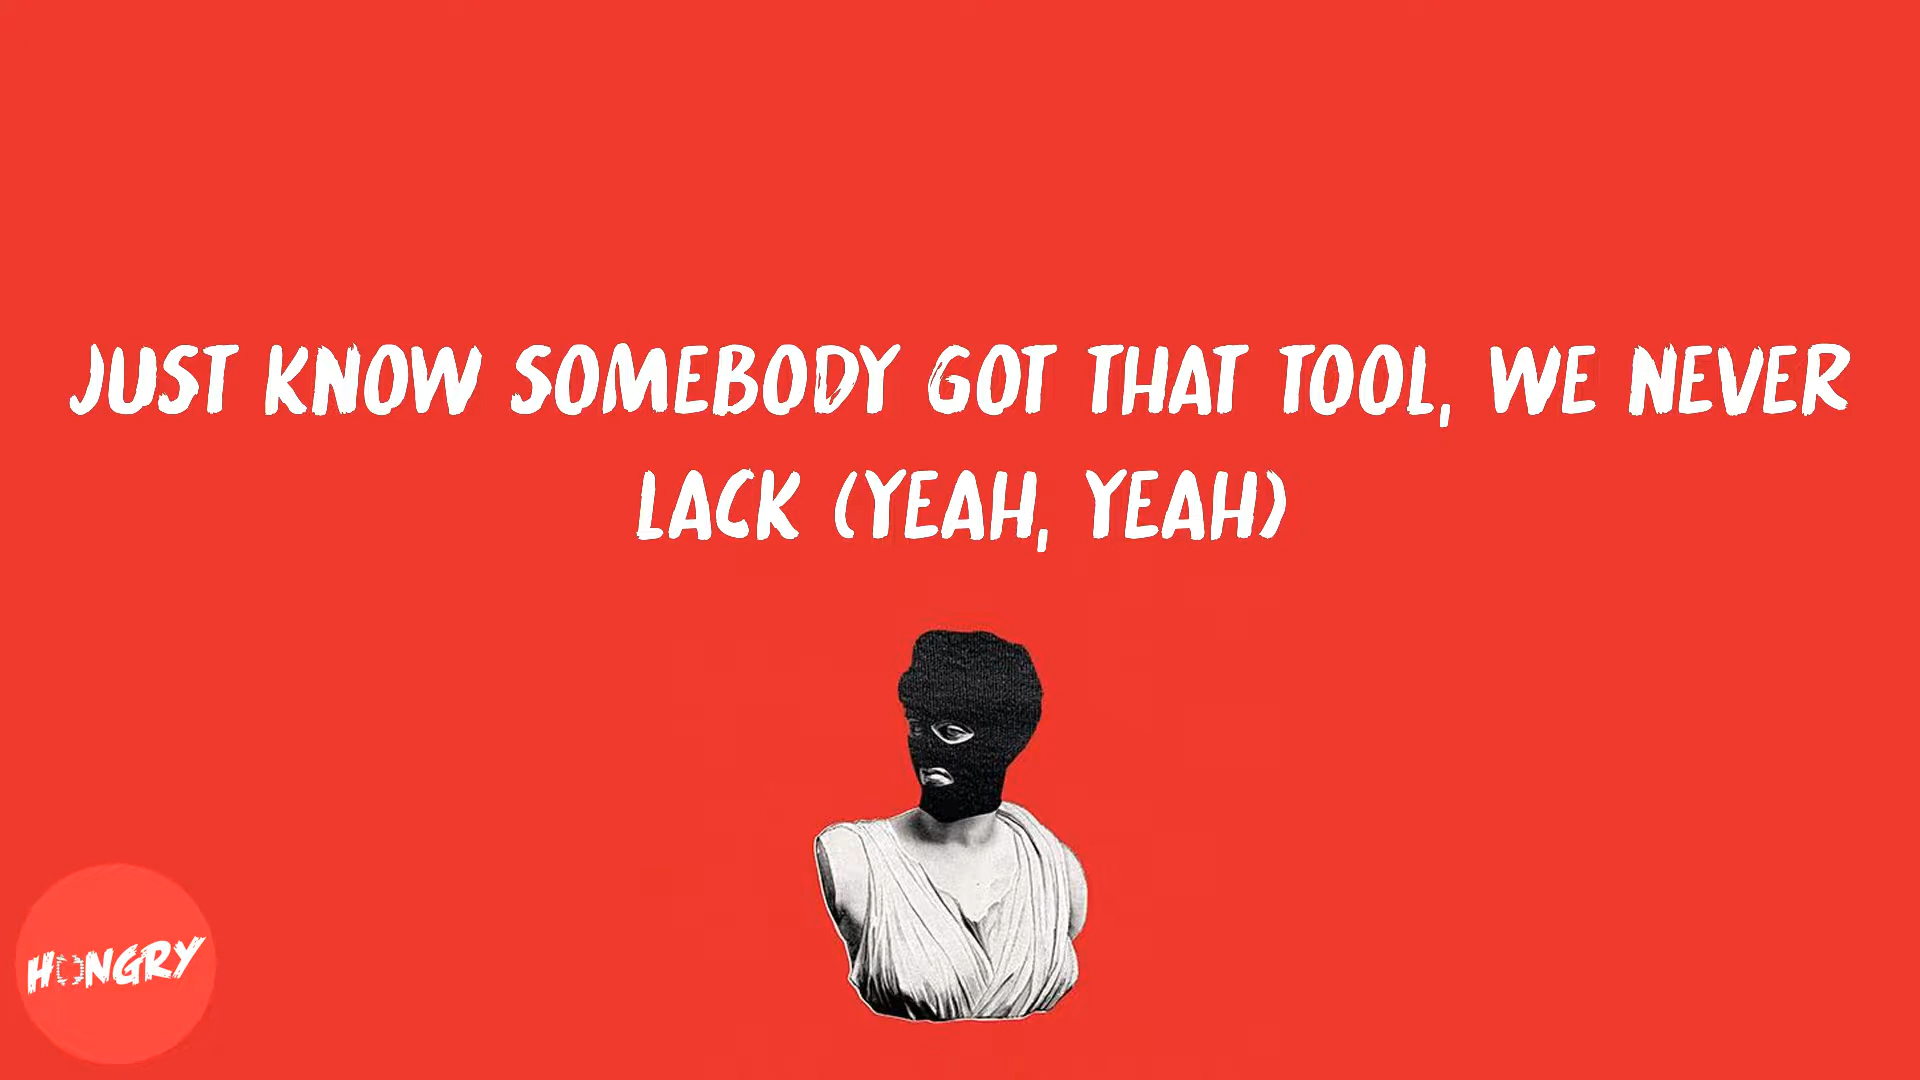 JUST KNOW SOMEBODY GOT THAT TOOL, WE NEVER
LACK (YEAH, YEAH)
HONGRY